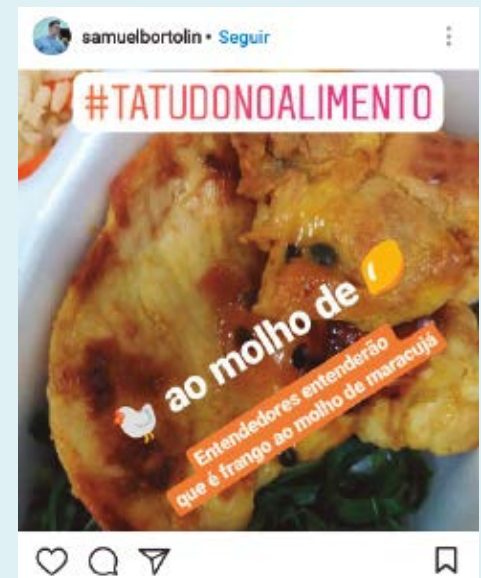 samuelbortolin • Seguir
#TATUDONOALIMENTO
🐔 ao molho de 🍋
Entendedores entenderão
que é frango ao molho de maracujá